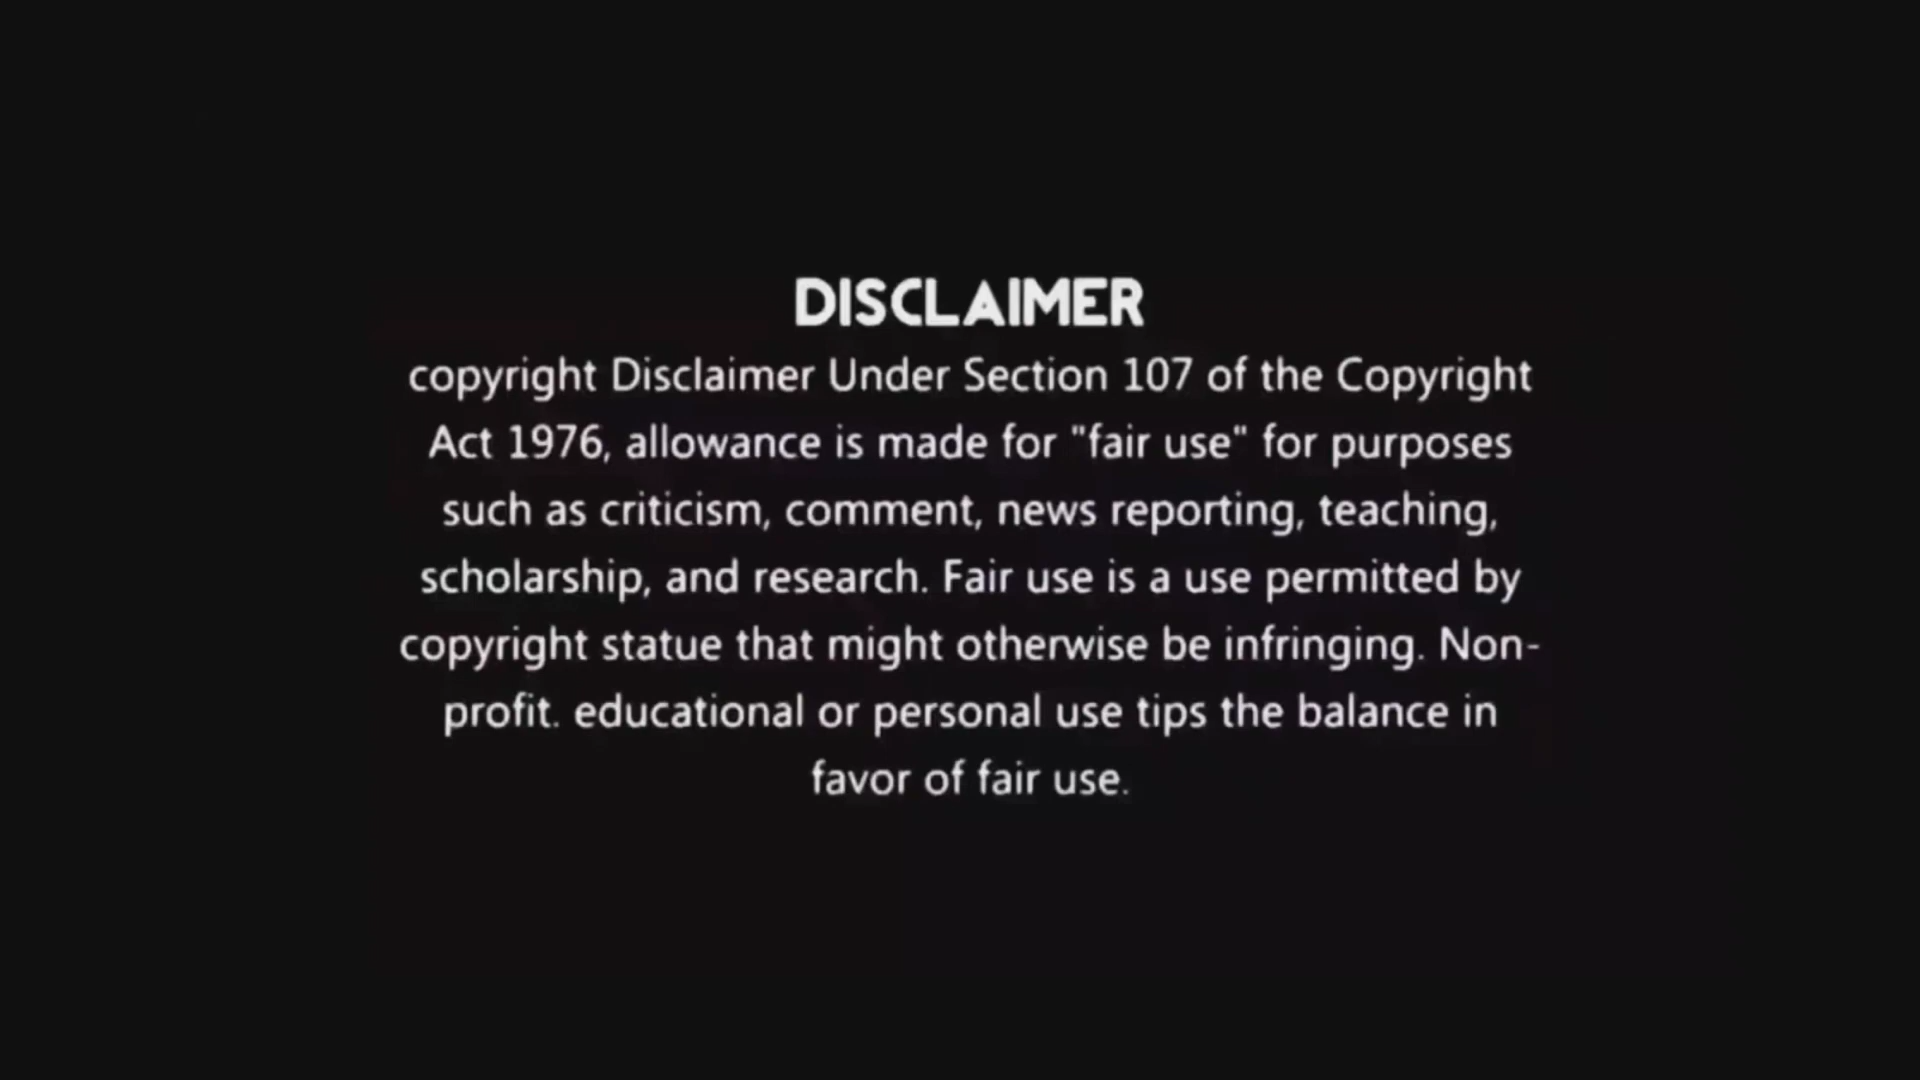 DISCLAIMER
copyright Disclaimer Under Section 107 of the Copyright
Act 1976, allowance is made for "fair use" for purposes
such as criticism, comment, news reporting, teaching,
scholarship, and research. Fair use is a use permitted by
copyright statue that might otherwise be infringing. Non-
profit. educational or personal use tips the balance in
favor of fair use.